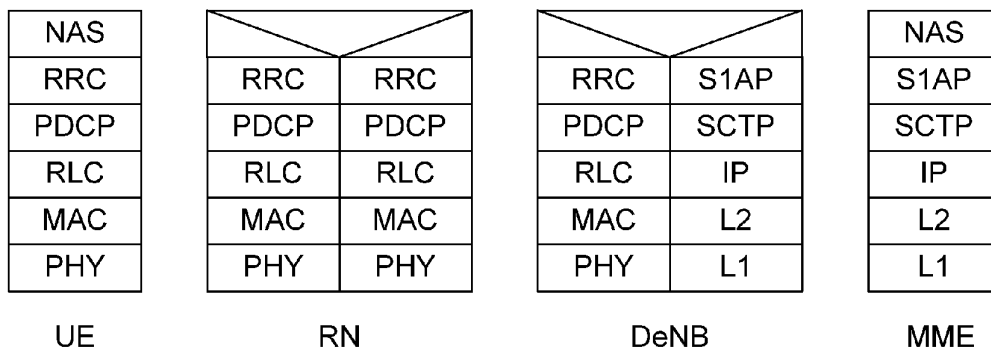 NAS NAS
RRC RRC RRC RRC S1AP S1AP
PDCP PDCP PDCP PDCP SCTP SCTP
RLC RLC RLC RLC IP IP
MAC MAC MAC MAC L2 L2
PHY PHY PHY PHY L1 L1
UE RN DeNB MME